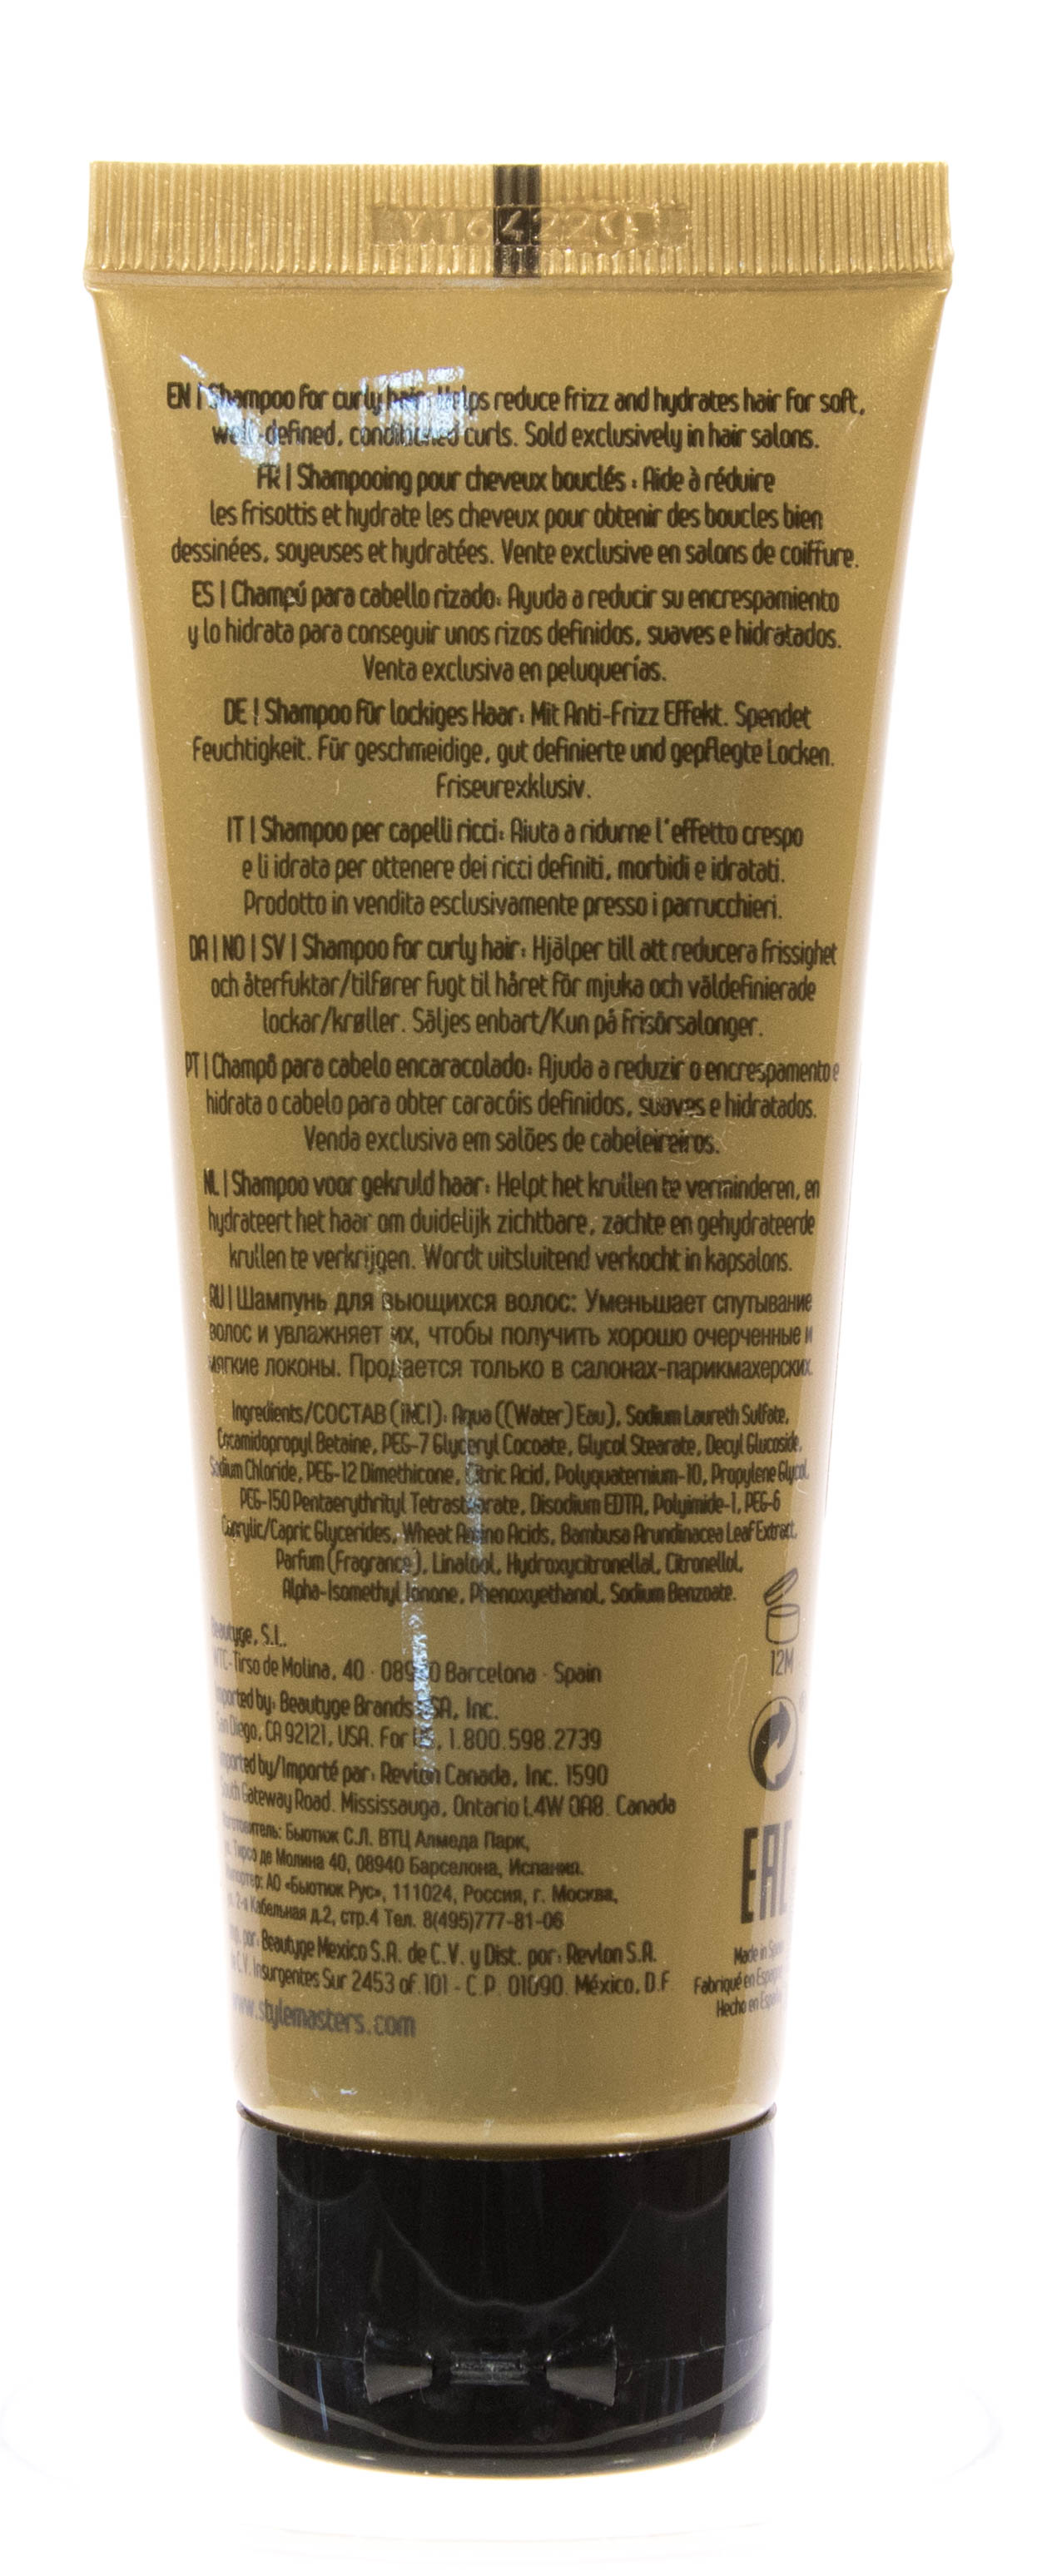 EN | Shampoo for curly hair: Helps reduce frizz and hydrates hair for soft,
well-defined, conditioned curls. Sold exclusively in hair salons.
FR | Shampooing pour cheveux bouclés : Aide à réduire
les frisottis et hydrate les cheveux pour obtenir des boucles bien
dessinées, soyeuses et hydratées. Vente exclusive en salons de coiffure.
ES | Champú para cabello rizado: Ayuda a reducir su encrespamiento
y lo hidrata para conseguir unos rizos definidos, suaves e hidratados.
Venta exclusiva en peluquerías.
DE | Shampoo für lockiges Haar: Mit Anti-Frizz Effekt. Spendet
Feuchtigkeit. Für geschmeidige, gut definierte und gepflegte Locken.
Friseurexklusiv.
IT | Shampoo per capelli ricci: Aiuta a ridurne l'effetto crespo
e li idrata per ottenere dei ricci definiti, morbidi e idratati.
Prodotto in vendita esclusivamente presso i parrucchieri.
DA | NO | SV | Shampoo for curly hair: Hjälper till att reducera frissighet
och återfuktar/tilfører fugt til håret för mjuka och väldefinierade
lockar/krøller. Säljes enbart/Kun på frisörsalonger.
PT | Champô para cabelo encaracolado: Ajuda a reduzir o encrespamento e
hidrata o cabelo para obter caracóis definidos, suaves e hidratados.
Venda exclusiva em salões de cabeleireiros.
NL | Shampoo voor gekruld haar: Helpt het krullen te verminderen, en
hydrateert het haar om duidelijk zichtbare, zachte en gehydrateerde
krullen te verkrijgen. Wordt uitsluitend verkocht in kapsalons.
RU | Шампунь для вьющихся волос: Уменьшает спутывание
волос и увлажняет их, чтобы получить хорошо очерченные и
мягкие локоны. Продается только в салонах-парикмахерских.
Ingredients/СОСТАВ (INCI): Aqua ((Water) Eau), Sodium Laureth Sulfate,
Cocamidopropyl Betaine, PEG-7 Glyceryl Cocoate, Glycol Stearate, Decyl Glucoside,
Sodium Chloride, PEG-12 Dimethicone, Citric Acid, Polyquaternium-10, Propylene Glycol,
PEG-150 Pentaerythrityl Tetrastearate, Disodium EDTA, Polyimide-1, PEG-6
Caprylic/Capric Glycerides, Wheat Amino Acids, Bambusa Arundinacea Leaf Extract,
Parfum (Fragrance), Linalool, Hydroxycitronellal, Citronellol,
Alpha-Isomethyl Ionone, Phenoxyethanol, Sodium Benzoate.
12M
Beautyge, S.L.
WTC-Tirso de Molina, 40 · Barcelona · Spain
Imported by: Beautyge Brands USA, Inc.
San Diego, CA 92121, USA. For 1.800.598.2739
Imported by/Importé par: Revlon Canada, Inc. 1590
South Gateway Road. Mississauga, Ontario L4W 0A8. Canada
Изготовитель: Бьютиж С.Л. ВТЦ Алмеда Парк,
ул. Тирсо де Молина 40, 08940 Барселона, Испания.
Импортер: АО «Бьютиж Рус», 111024, Россия, г. Москва,
ул. 2-я Кабельная д.2, стр.4 Тел. 8(495)777-81-06
EAC
por: Beautyge Mexico S.A. de C.V. y Dist. por: Revlon S.A.
de C.V. Insurgentes Sur 2453 of.101 - C.P. 01090. México, D.F.
Made in Spain
Fabriqué en Espagne
Hecho en España
www.stylemasters.com